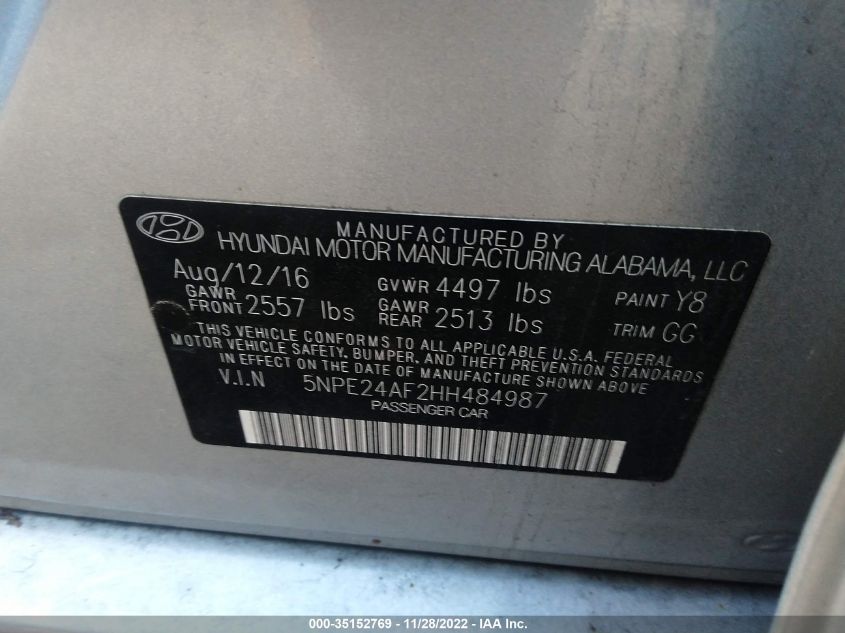 MANUFACTURED BY
HYUNDAI MOTOR MANUFACTURING ALABAMA, LLC
Aug/12/16 GVWR 4497 lbs PAINT Y8
GAWR FRONT 2557 lbs GAWR REAR 2513 lbs TRIM GG
THIS VEHICLE CONFORMS TO ALL APPLICABLE U.S.A. FEDERAL
MOTOR VEHICLE SAFETY, BUMPER, AND THEFT PREVENTION STANDARDS
IN EFFECT ON THE DATE OF MANUFACTURE SHOWN ABOVE
V.I.N 5NPE24AF2HH484987
PASSENGER CAR
000-35152769 | 11/28/2022 - IAA Inc.